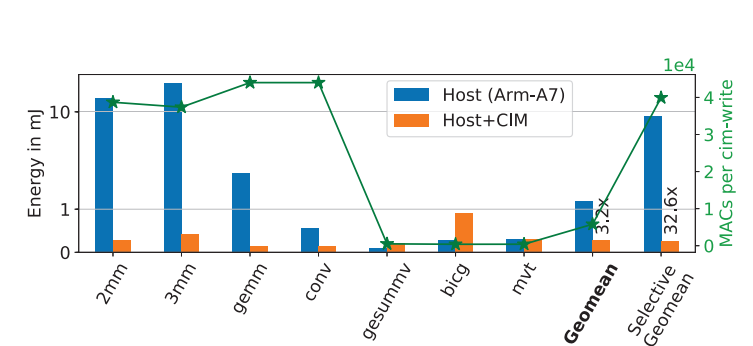 1e4
Host (Arm-A7)
Host+CIM
Energy in mJ
10
1
0
4
3
2
1
0
MACs per cim-write
3.2x
32.6x
2mm
3mm
gemm
conv
gesummv
bicg
mvt
Geomean
Selective
Geomean